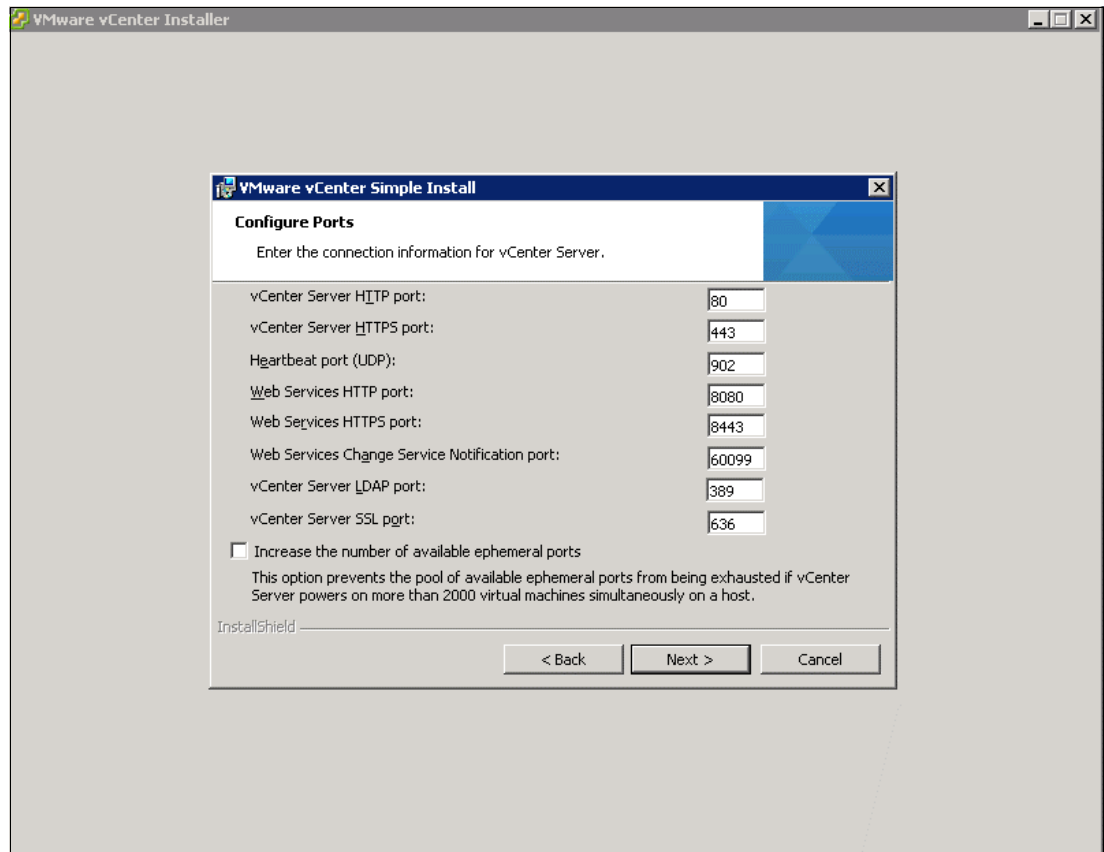 VMware vCenter Installer
VMware vCenter Simple Install
Configure Ports
Enter the connection information for vCenter Server.
vCenter Server HTTP port: 80
vCenter Server HTTPS port: 443
Heartbeat port (UDP): 902
Web Services HTTP port: 8080
Web Services HTTPS port: 8443
Web Services Change Service Notification port: 60099
vCenter Server LDAP port: 389
vCenter Server SSL port: 636
Increase the number of available ephemeral ports
This option prevents the pool of available ephemeral ports from being exhausted if vCenter
Server powers on more than 2000 virtual machines simultaneously on a host.
InstallShield
< Back Next > Cancel